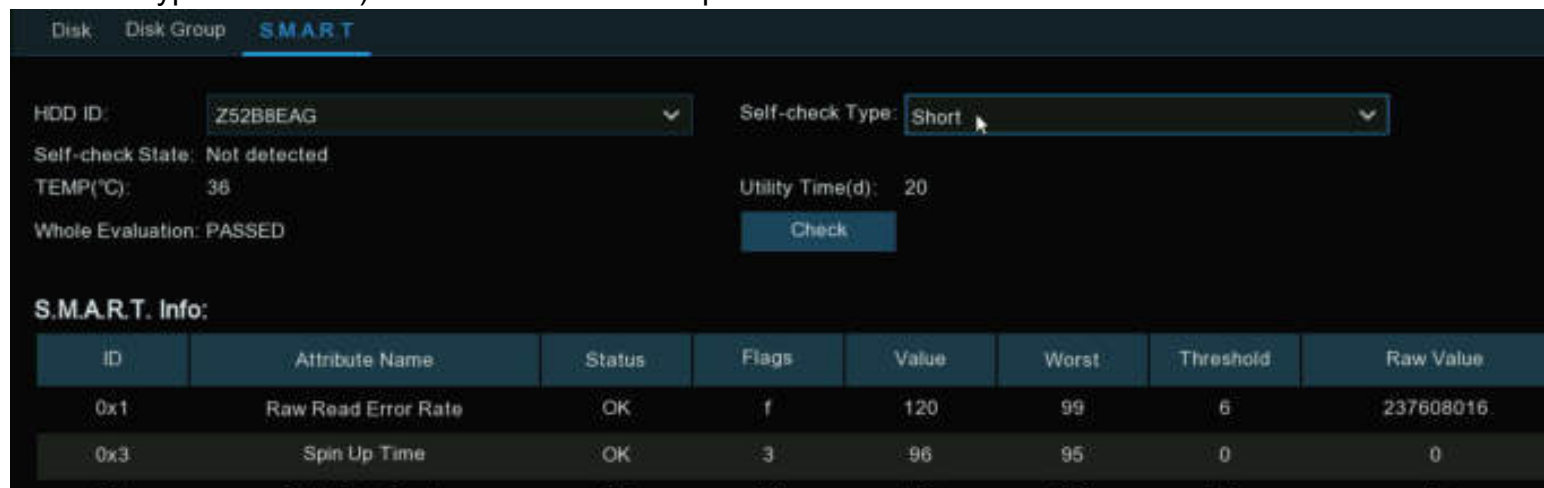 Disk Disk Group S.M.A.R.T
HDD ID: Z52B8EAG Self-check Type: Short
Self-check State: Not detected
TEMP(°C): 36 Utility Time(d): 20
Whole Evaluation: PASSED Check
S.M.A.R.T. Info:
ID Attribute Name Status Flags Value Worst Threshold Raw Value
0x1 Raw Read Error Rate OK f 120 99 6 237608016
0x3 Spin Up Time OK 3 96 95 0 0